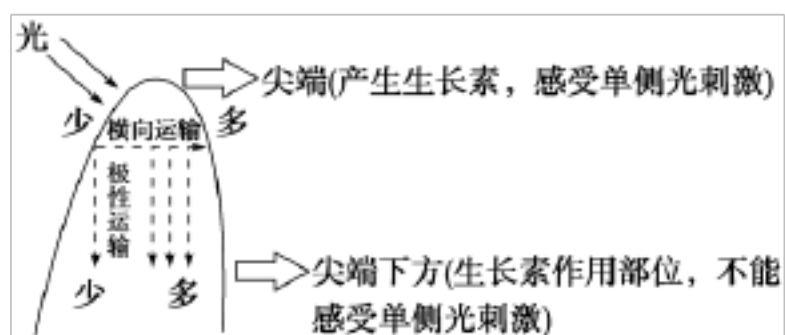 光
尖端(产生生长素，感受单侧光刺激)
少 横向运输 多
极性运输
少 多
尖端下方(生长素作用部位，不能
感受单侧光刺激)